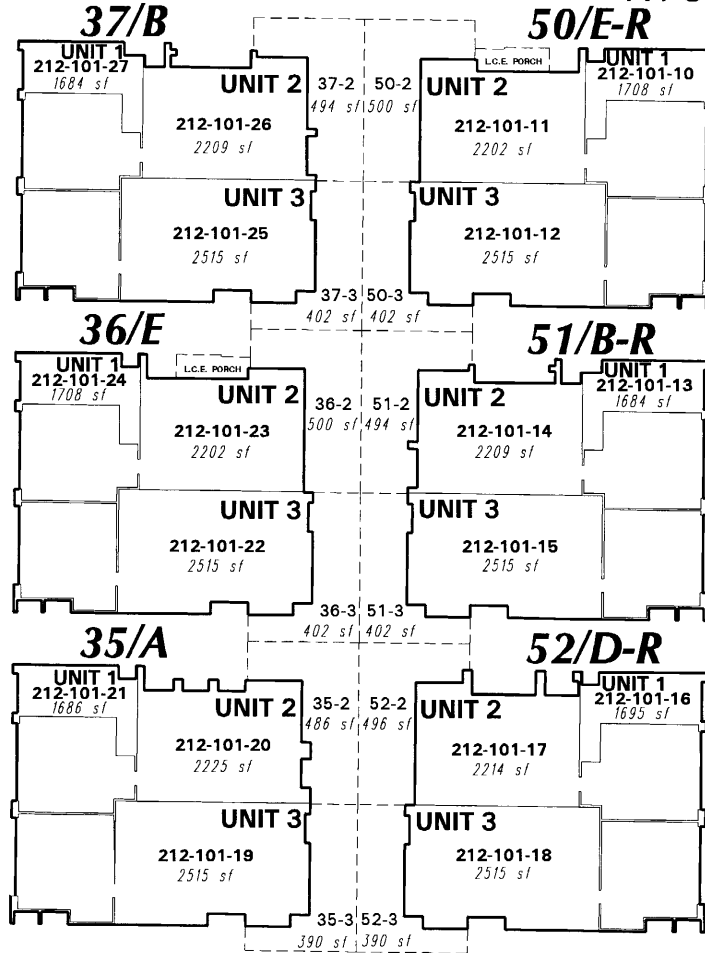 37/B
UNIT 1
212-101-27
1684 sf
UNIT 2
212-101-26
2209 sf
UNIT 3
212-101-25
2515 sf
37-2
494 sf
50-2
500 sf
37-3
402 sf
50-3
402 sf
50/E-R
L.C.E. PORCH
UNIT 1
212-101-10
1708 sf
UNIT 2
212-101-11
2202 sf
UNIT 3
212-101-12
2515 sf
36/E
UNIT 1
212-101-24
1708 sf
L.C.E. PORCH
UNIT 2
212-101-23
2202 sf
UNIT 3
212-101-22
2515 sf
36-2
500 sf
51-2
494 sf
36-3
402 sf
51-3
402 sf
51/B-R
UNIT 1
212-101-13
1684 sf
UNIT 2
212-101-14
2209 sf
UNIT 3
212-101-15
2515 sf
35/A
UNIT 1
212-101-21
1686 sf
UNIT 2
212-101-20
2225 sf
UNIT 3
212-101-19
2515 sf
35-2
486 sf
52-2
496 sf
35-3
390 sf
52-3
390 sf
52/D-R
UNIT 1
212-101-16
1695 sf
UNIT 2
212-101-17
2214 sf
UNIT 3
212-101-18
2515 sf